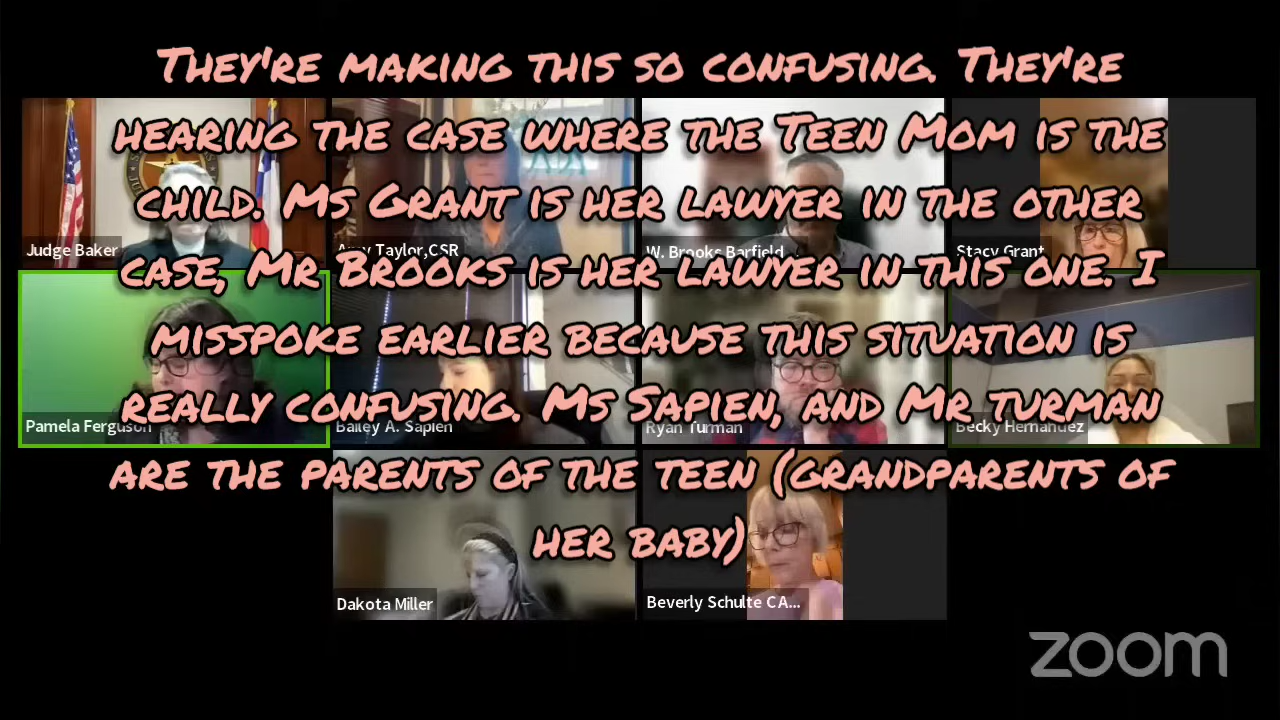 They're making this so confusing. They're
hearing the case where the Teen Mom is the
child. Ms Grant is her lawyer in the other
case, Mr Brooks is her lawyer in this one. I
misspoke earlier because this situation is
really confusing. Ms Sapien, and Mr turman
are the parents of the teen (grandparents of
her baby)
Judge Baker
Amy Taylor,CSR
W. Brooks Barfield
Stacy Grant
Pamela Ferguson
Bailey A. Sapien
Ryan Turman
Becky Hernandez
Dakota Miller
Beverly Schulte CA...
zoom